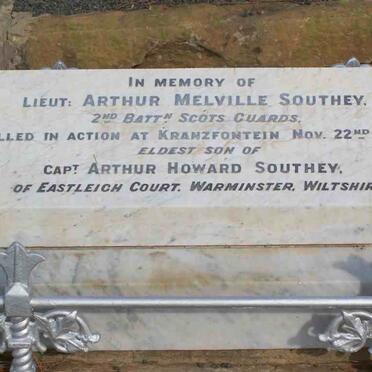 IN MEMORY OF
LIEUT: ARTHUR MELVILLE SOUTHEY,
2ND BATTN SCOTS GUARDS,
LLED IN ACTION AT KRANZFONTEIN NOV. 22ND
ELDEST SON OF
CAPT ARTHUR HOWARD SOUTHEY,
OF EASTLEIGH COURT, WARMINSTER, WILTSHIR